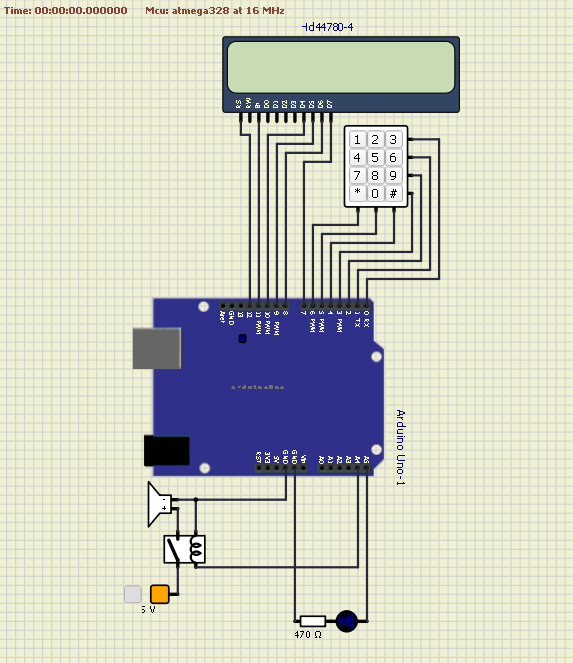 Time: 00:00:00.000000 Mcu: atmega328 at 16 MHz
Hd44780-4
RS RW EN D0 D1 D2 D3 D4 D5 D6 D7
1 2 3
4 5 6
7 8 9
* 0 #
Aref GND 13 12 11 PWM 10 PWM 9 PWM 8 7 6 PWM 5 PWM 4 3 PWM 2 1 TX 0 RX
Arduino Uno-1
RST 3V3 5V GND GND Vin A0 A1 A2 A3 A4 A5
-
+
5 V
470 Ω